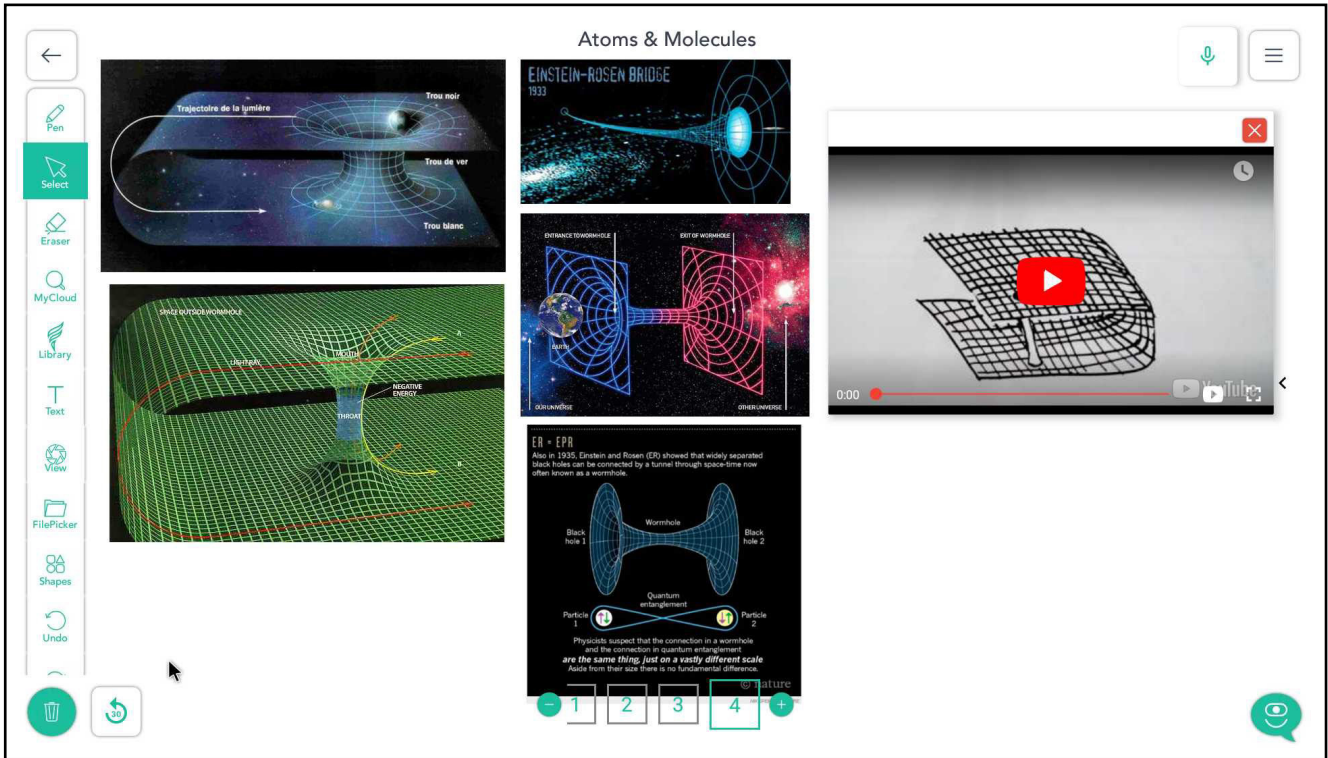 Atoms & Molecules
Pen
Select
Eraser
MyCloud
Library
Text
View
FilePicker
Shapes
Undo
30
Trajectoire de la lumière
Trou noir
Trou de ver
Trou blanc
EINSTEIN-ROSEN BRIDGE
1933
SPACE OUTSIDE WORMHOLE
A
LIGHT RAY
MOUTH
NEGATIVE
ENERGY
THROAT
B
ENTRANCE TO WORMHOLE
EXIT OF WORMHOLE
EARTH
OUR UNIVERSE
OTHER UNIVERSE
0:00
YouTube
ER = EPR
Also in 1935, Einstein and Rosen (ER) showed that widely separated
black holes can be connected by a tunnel through space-time now
often known as a wormhole.
Wormhole
Black
hole 1
Black
hole 2
Quantum
entanglement
Particle
1
Particle
2
Physicists suspect that the connection in a wormhole
and the connection in quantum entanglement
are the same thing, just on a vastly different scale
Aside from their size there is no fundamental difference.
© nature
1 2 3 4